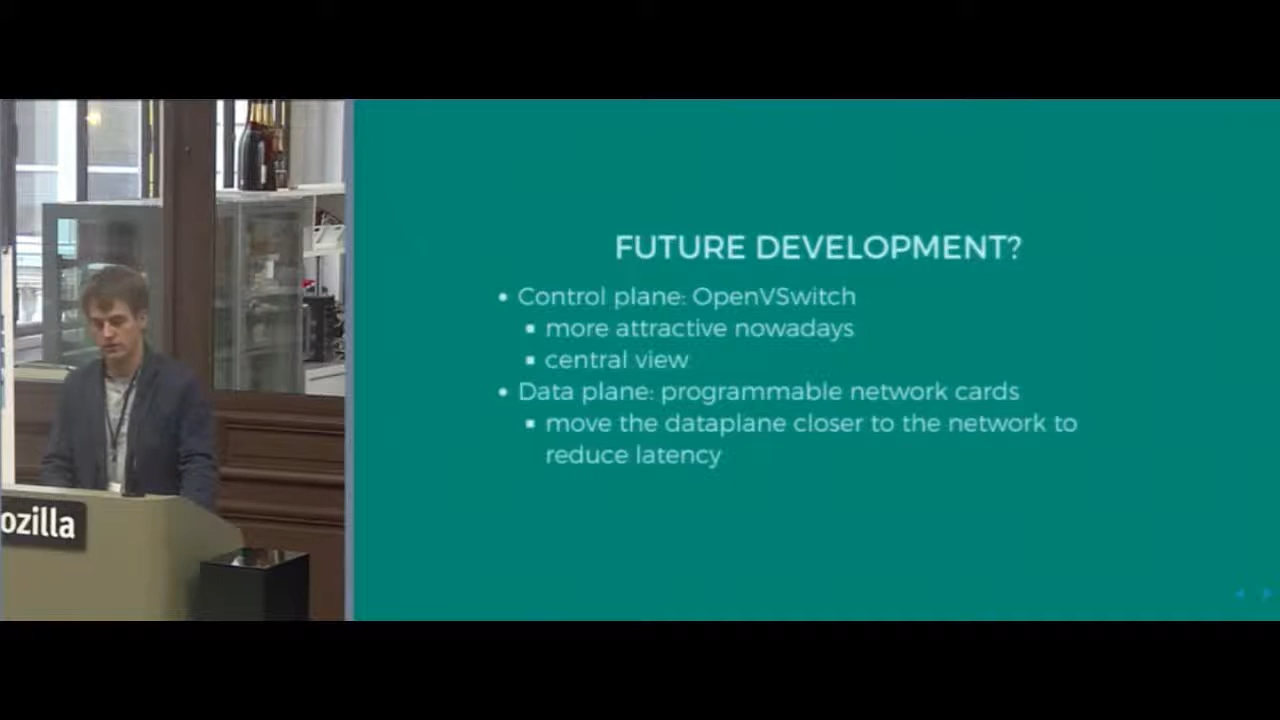 FUTURE DEVELOPMENT?
• Control plane: OpenVSwitch
▪ more attractive nowadays
▪ central view
• Data plane: programmable network cards
▪ move the dataplane closer to the network to
reduce latency
ozilla